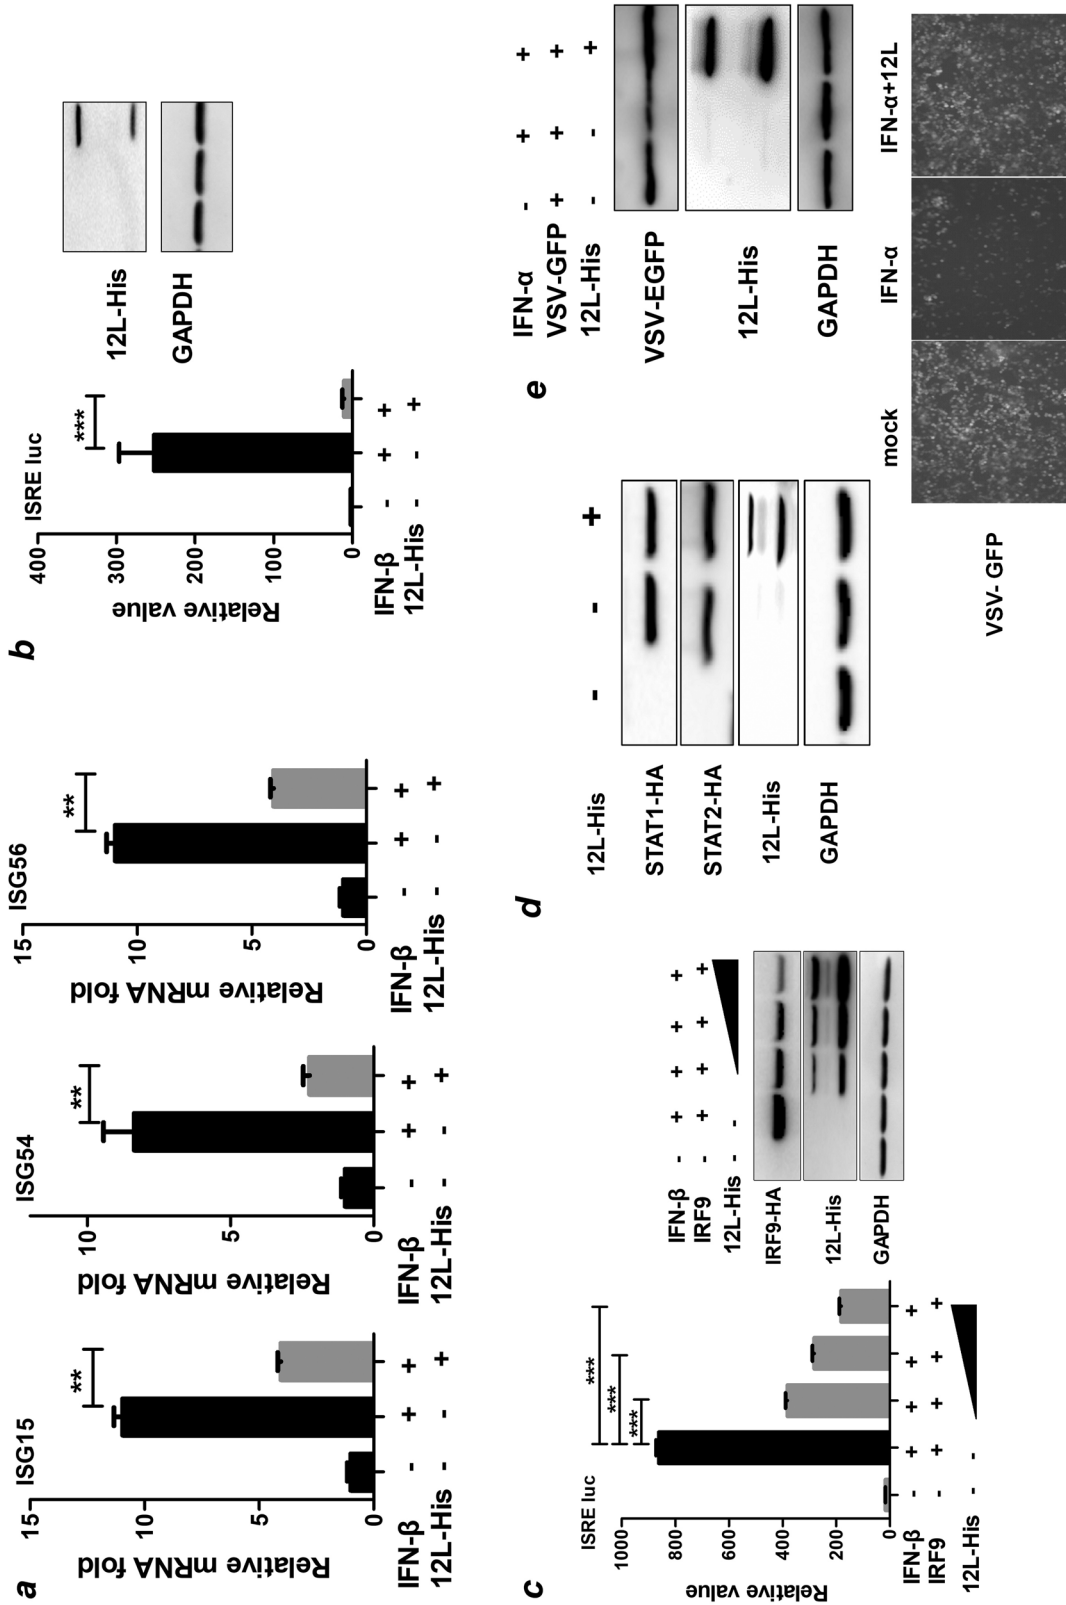 a
ISG15
Relative mRNA fold
15
10
5
0
**
IFN-β - + +
12L-His - - +
ISG54
Relative mRNA fold
10
5
0
**
IFN-β - + +
12L-His - - +
ISG56
Relative mRNA fold
15
10
5
0
**
IFN-β - + +
12L-His - - +
b
ISRE luc
Relative value
400
300
200
100
0
***
IFN-β - + +
12L-His - - +
12L-His
GAPDH
c
ISRE luc
Relative value
1000
800
600
400
200
0
***
***
***
IFN-β - + + + +
IRF9 - + + + +
12L-His - -
IFN-β - + + + +
IRF9 - + + + +
12L-His - -
IRF9-HA
12L-His
GAPDH
d
12L-His - - +
STAT1-HA
STAT2-HA
12L-His
GAPDH
e
IFN-α - + +
VSV-GFP + + +
12L-His - - +
VSV-EGFP
12L-His
GAPDH
mock IFN-α IFN-α+12L
VSV- GFP